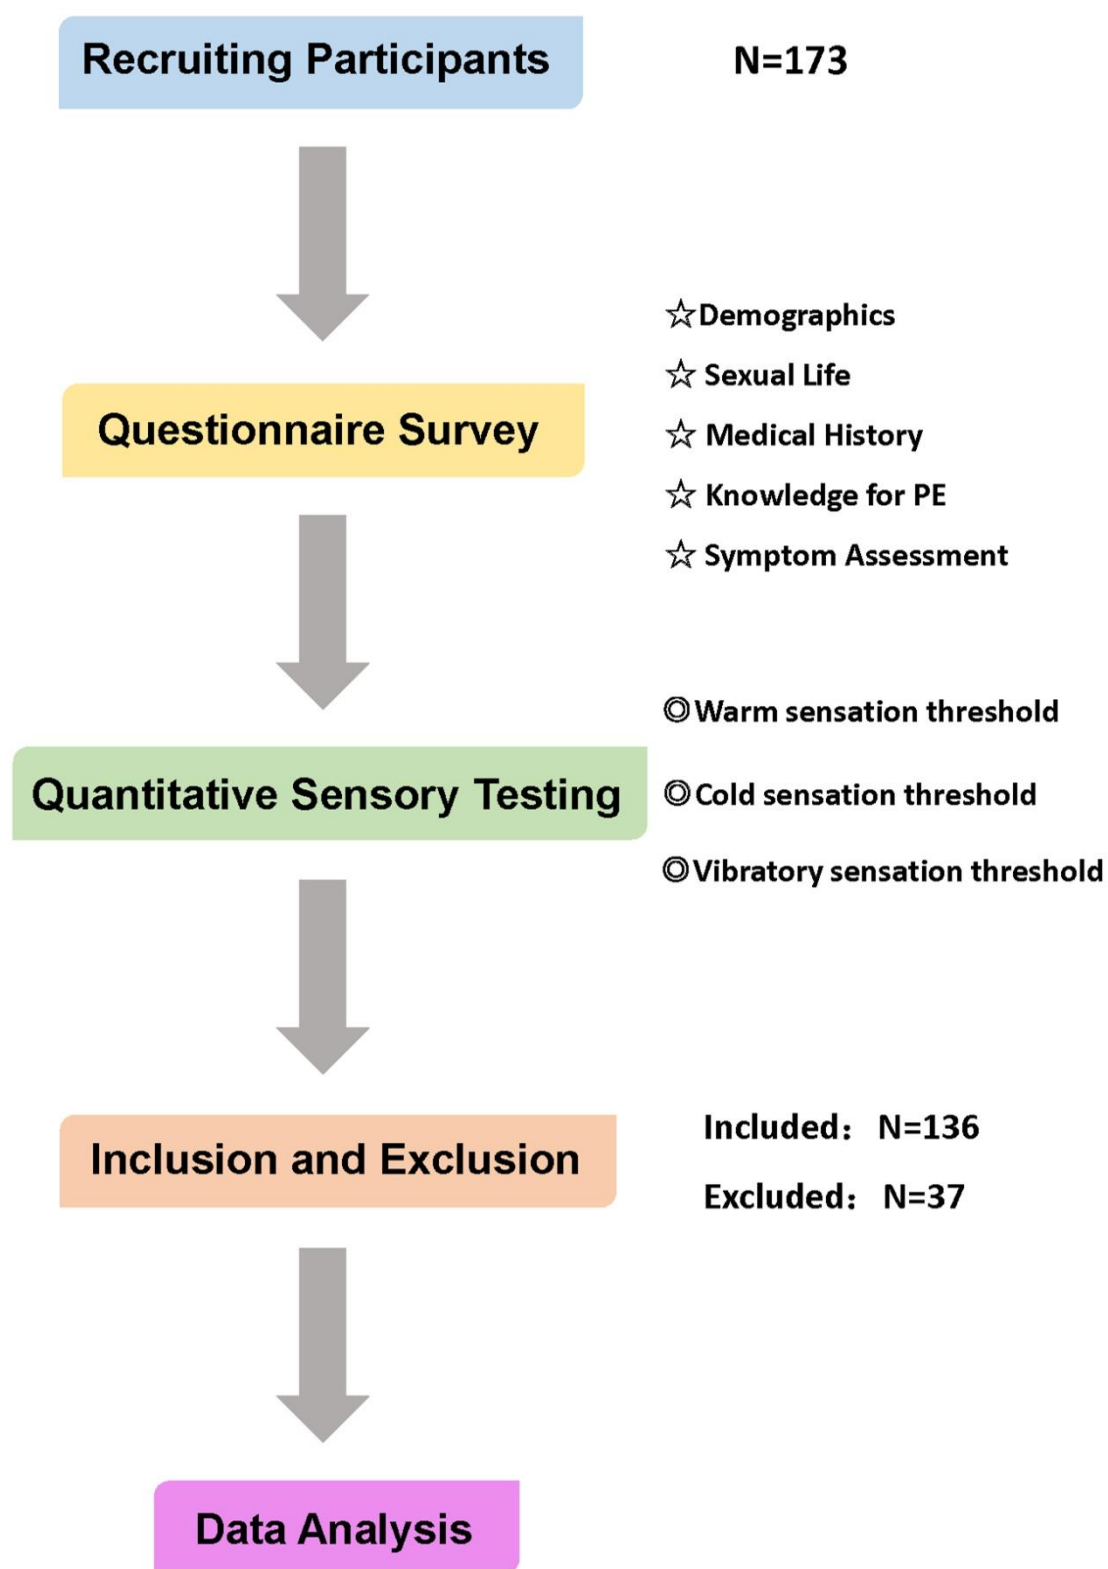 Recruiting Participants
N=173
☆Demographics
☆ Sexual Life
☆ Medical History
☆ Knowledge for PE
☆ Symptom Assessment
Questionnaire Survey
◎Warm sensation threshold
◎Cold sensation threshold
◎Vibratory sensation threshold
Quantitative Sensory Testing
Included： N=136
Excluded： N=37
Inclusion and Exclusion
Data Analysis